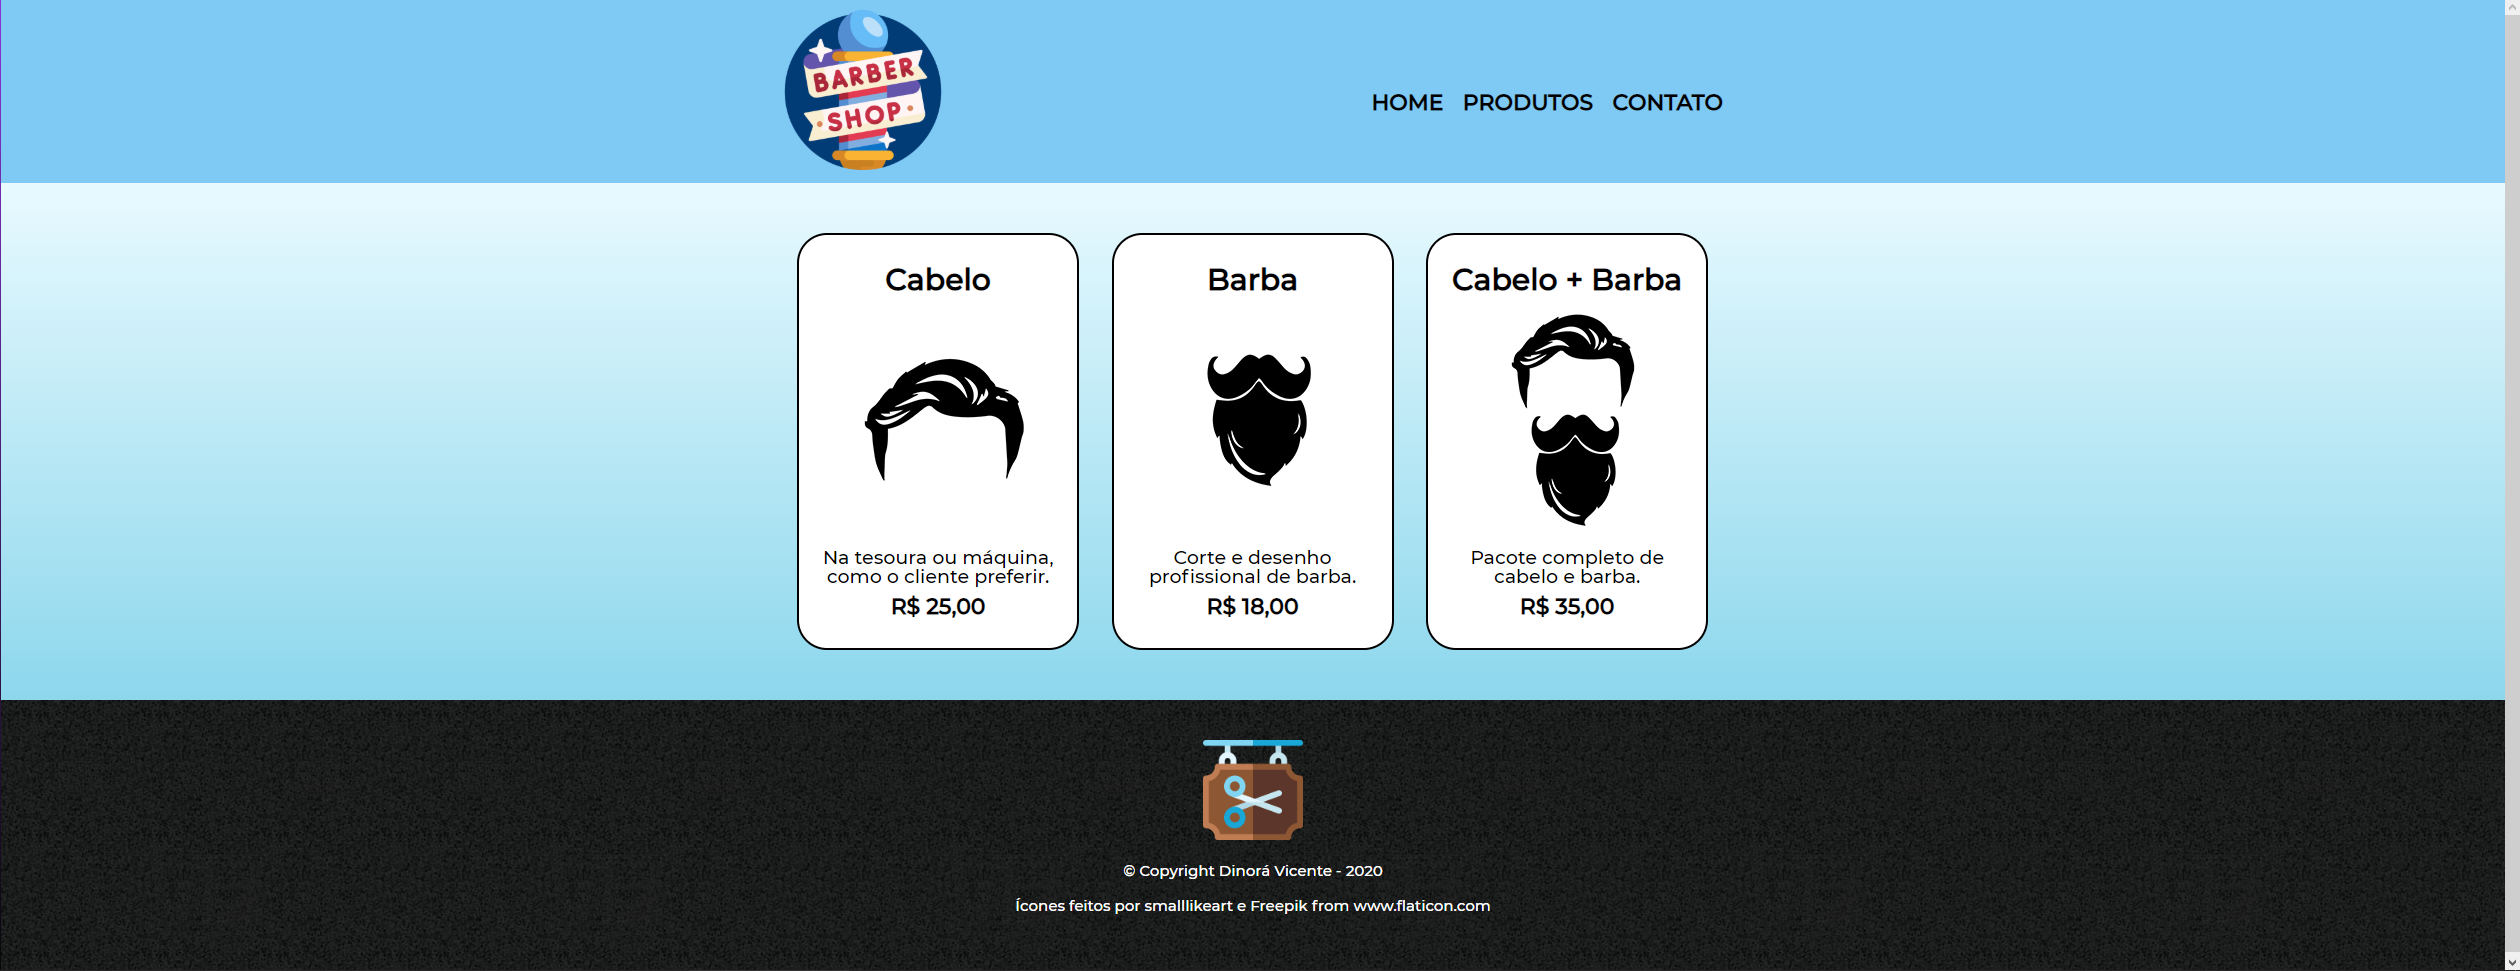 BARBER
SHOP
HOME PRODUTOS CONTATO
Cabelo
Na tesoura ou máquina,
como o cliente preferir.
R$ 25,00
Barba
Corte e desenho
profissional de barba.
R$ 18,00
Cabelo + Barba
Pacote completo de
cabelo e barba.
R$ 35,00
© Copyright Dinorá Vicente - 2020
Ícones feitos por smalllikeart e Freepik from www.flaticon.com